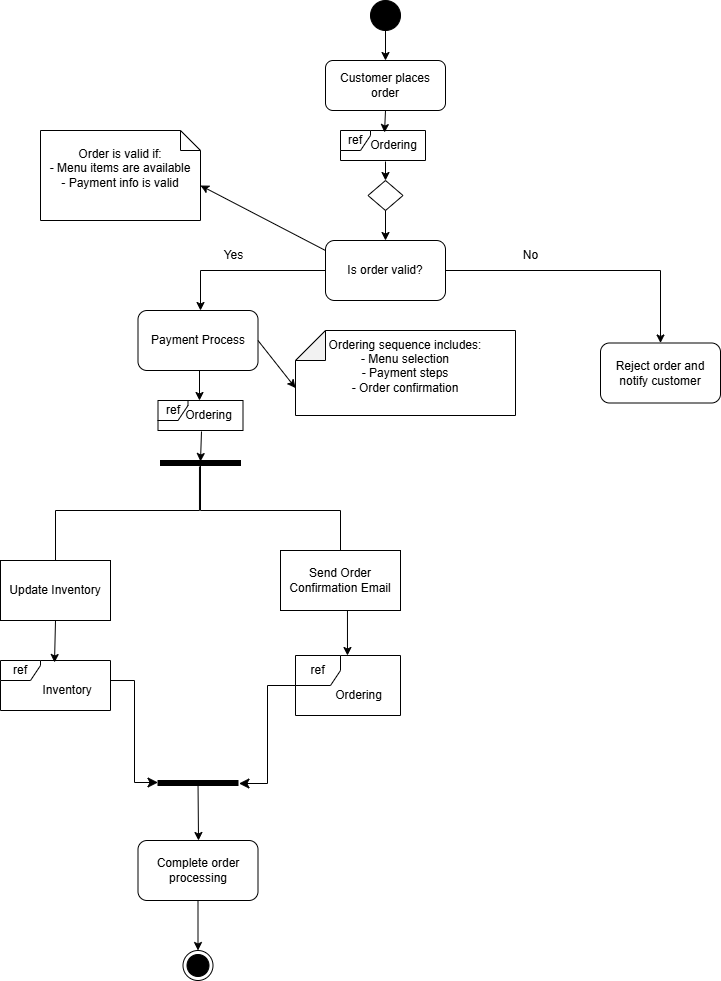 Customer places
order
ref
Ordering
Order is valid if:
- Menu items are available
- Payment info is valid
Is order valid?
Yes
No
Payment Process
Ordering sequence includes:
- Menu selection
- Payment steps
- Order confirmation
Reject order and
notify customer
ref
Ordering
Update Inventory
Send Order
Confirmation Email
ref
Inventory
ref
Ordering
Complete order
processing